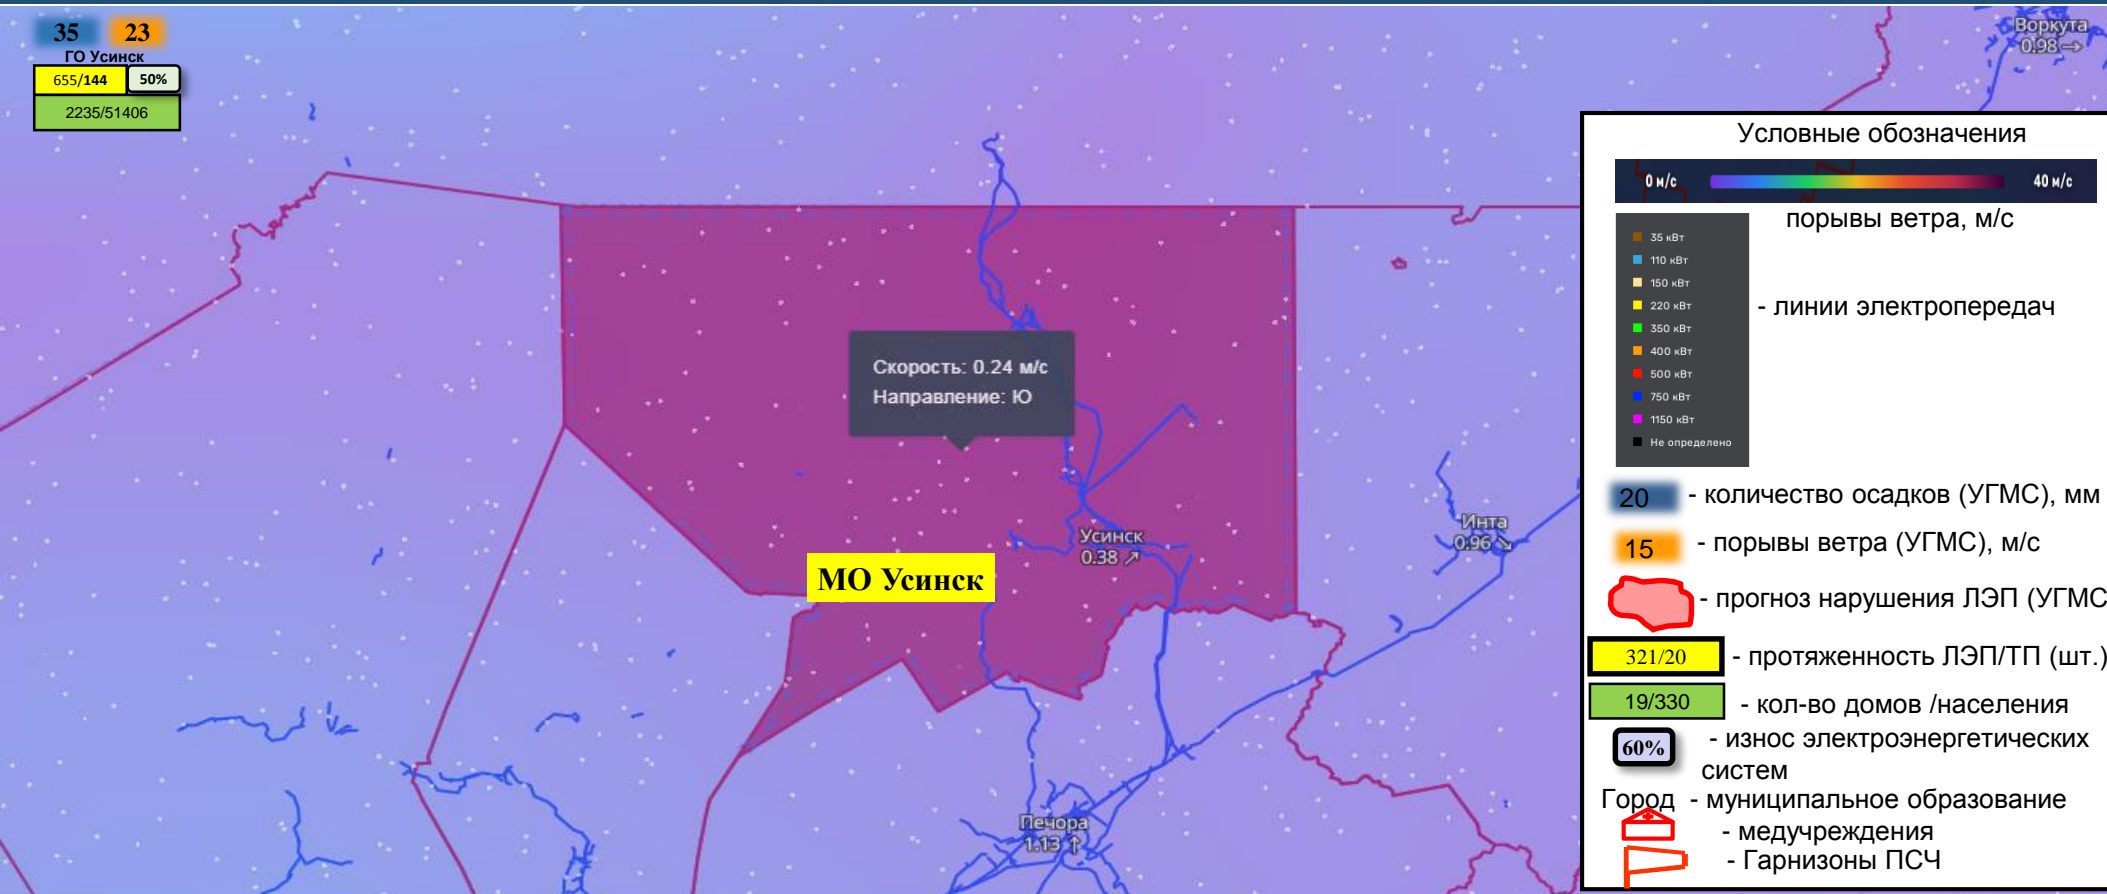 35 23
ГО Усинск
655/144 50%
2235/51406
Воркута
0.98 →
Скорость: 0.24 м/с
Направление: Ю
Усинск
0.38 ↗
МО Усинск
Инта
0.96 ↘
Печора
1.13 ↑
Условные обозначения
0 м/с 40 м/с
порывы ветра, м/с
35 кВт
110 кВт
150 кВт
220 кВт
350 кВт
400 кВт
500 кВт
750 кВт
1150 кВт
Не определено
- линии электропередач
20 - количество осадков (УГМС), мм
15 - порывы ветра (УГМС), м/с
- прогноз нарушения ЛЭП (УГМС
321/20 - протяженность ЛЭП/ТП (шт.)
19/330 - кол-во домов /населения
60% - износ электроэнергетических
систем
Город - муниципальное образование
- медучреждения
- Гарнизоны ПСЧ